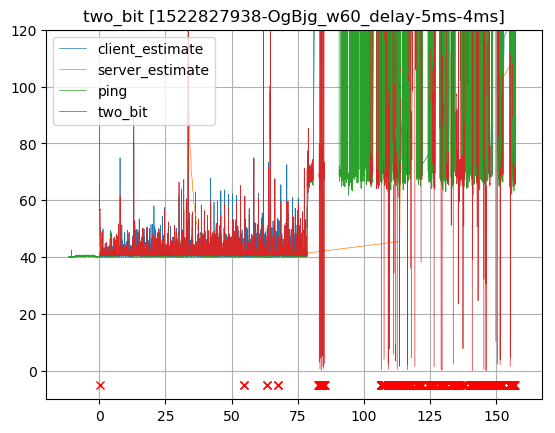 two_bit [1522827938-OgBjg_w60_delay-5ms-4ms]
client_estimate
server_estimate
ping
two_bit
120
100
80
60
40
20
0
0
25
50
75
100
125
150